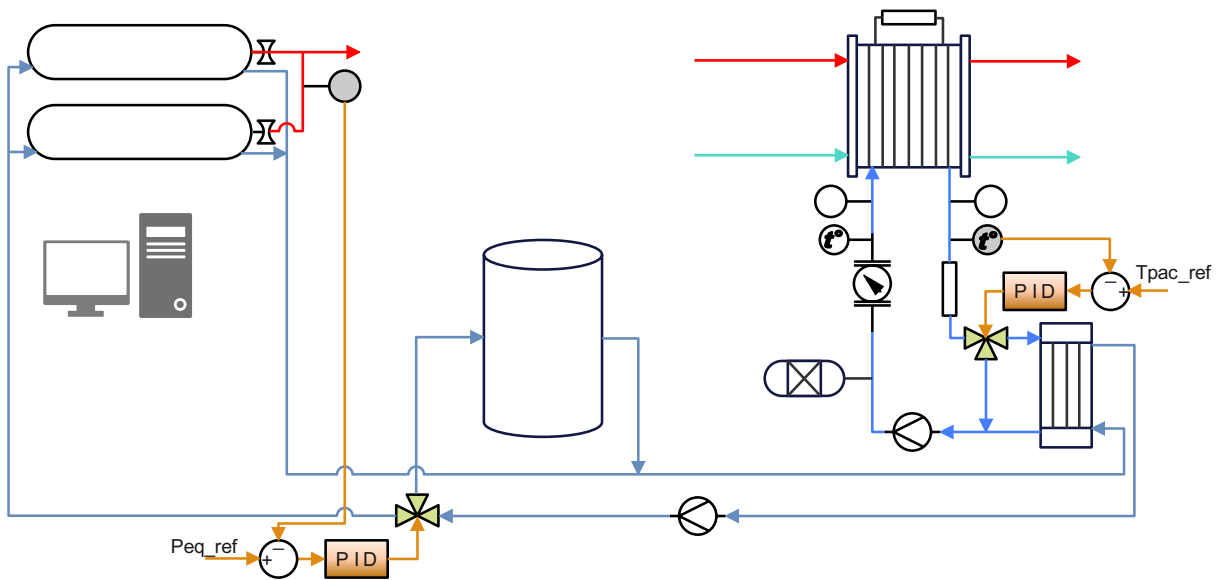 t°
t°
Tpac_ref
PID
− +
Peq_ref
− +
PID